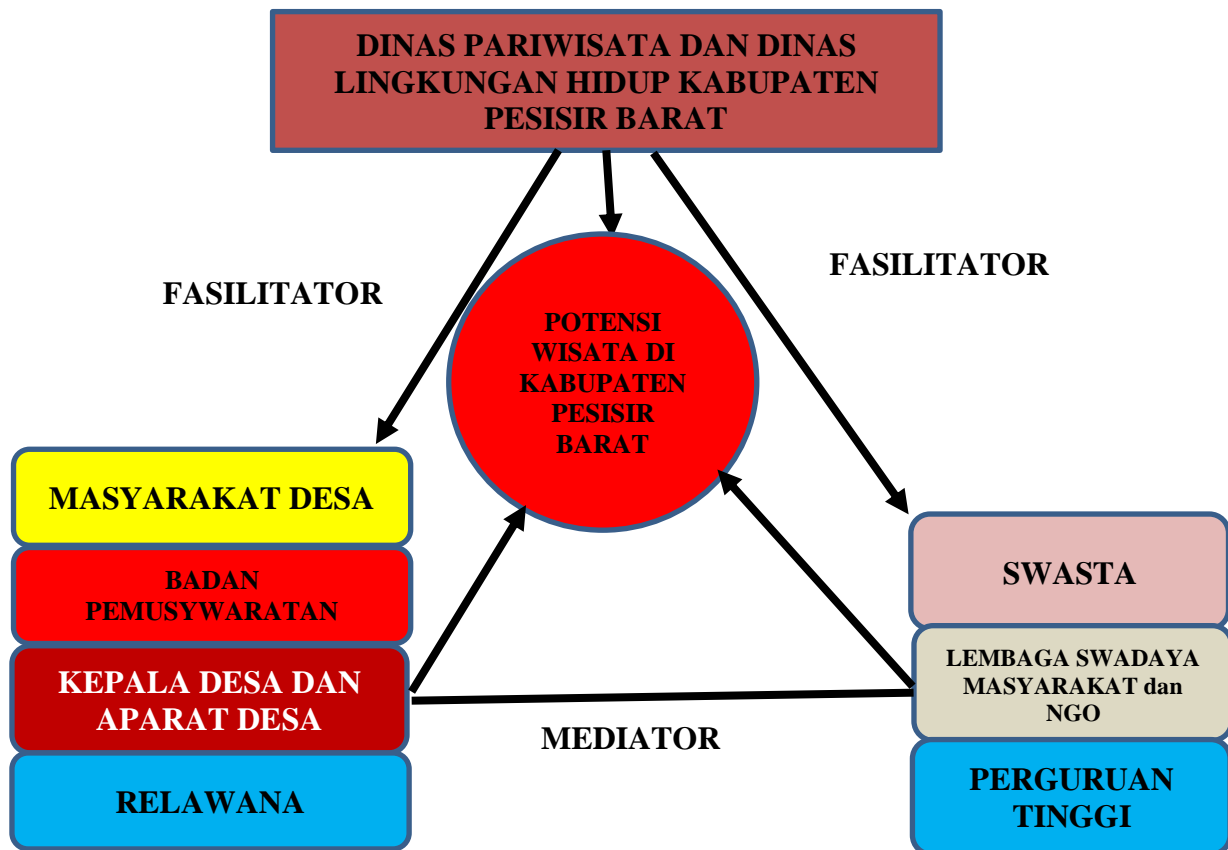 DINAS PARIWISATA DAN DINAS
LINGKUNGAN HIDUP KABUPATEN
PESISIR BARAT
FASILITATOR
FASILITATOR
POTENSI
WISATA DI
KABUPATEN
PESISIR
BARAT
MASYARAKAT DESA
BADAN
PEMUSYWARATAN
KEPALA DESA DAN
APARAT DESA
RELAWANA
MEDIATOR
SWASTA
LEMBAGA SWADAYA
MASYARAKAT dan
NGO
PERGURUAN
TINGGI